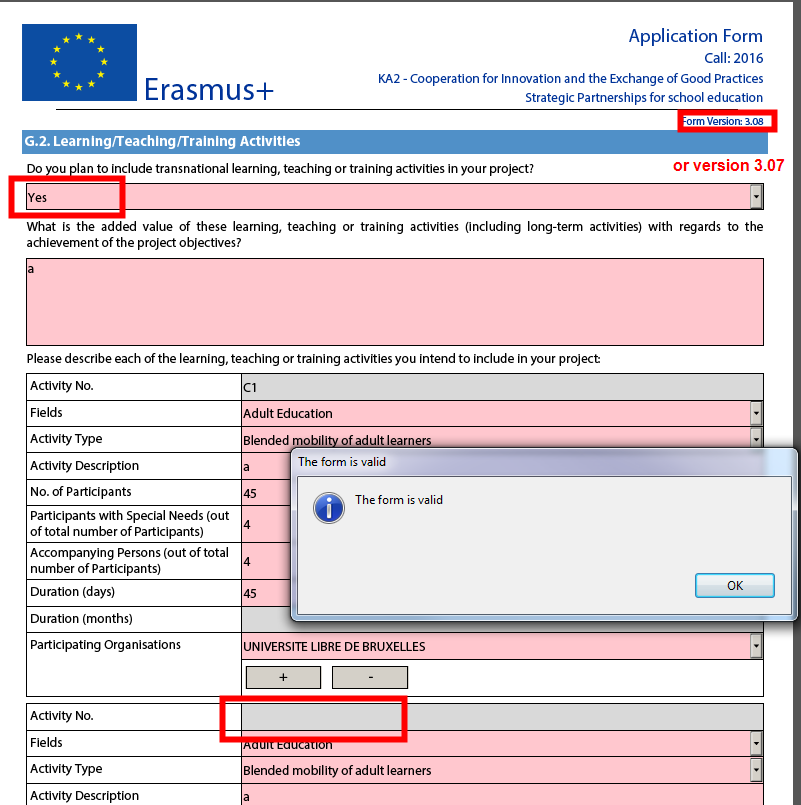 Application Form
Call: 2016
Erasmus+
KA2 - Cooperation for Innovation and the Exchange of Good Practices
Strategic Partnerships for school education
Form Version: 3.08
G.2. Learning/Teaching/Training Activities
Do you plan to include transnational learning, teaching or training activities in your project?
or version 3.07
Yes
What is the added value of these learning, teaching or training activities (including long-term activities) with regards to the
achievement of the project objectives?
a
Please describe each of the learning, teaching or training activities you intend to include in your project:
Activity No.
C1
Fields
Adult Education
Activity Type
Blended mobility of adult learners
Activity Description
a
No. of Participants
45
Participants with Special Needs (out
of total number of Participants)
4
Accompanying Persons (out of total
number of Participants)
4
Duration (days)
45
Duration (months)
The form is valid
The form is valid
OK
Participating Organisations
UNIVERSITE LIBRE DE BRUXELLES
+
-
Activity No.
Fields
Adult Education
Activity Type
Blended mobility of adult learners
Activity Description
a